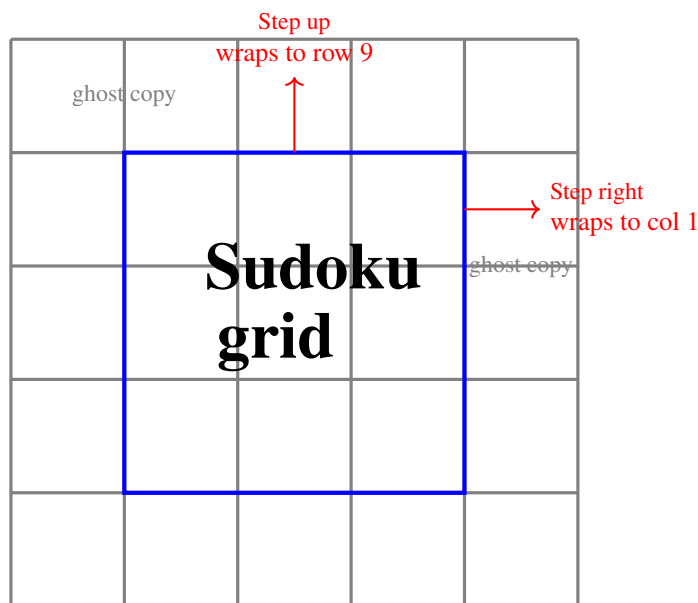 Step up
wraps to row 9
ghost copy
Step right
wraps to col 1
Sudoku
ghost copy
grid